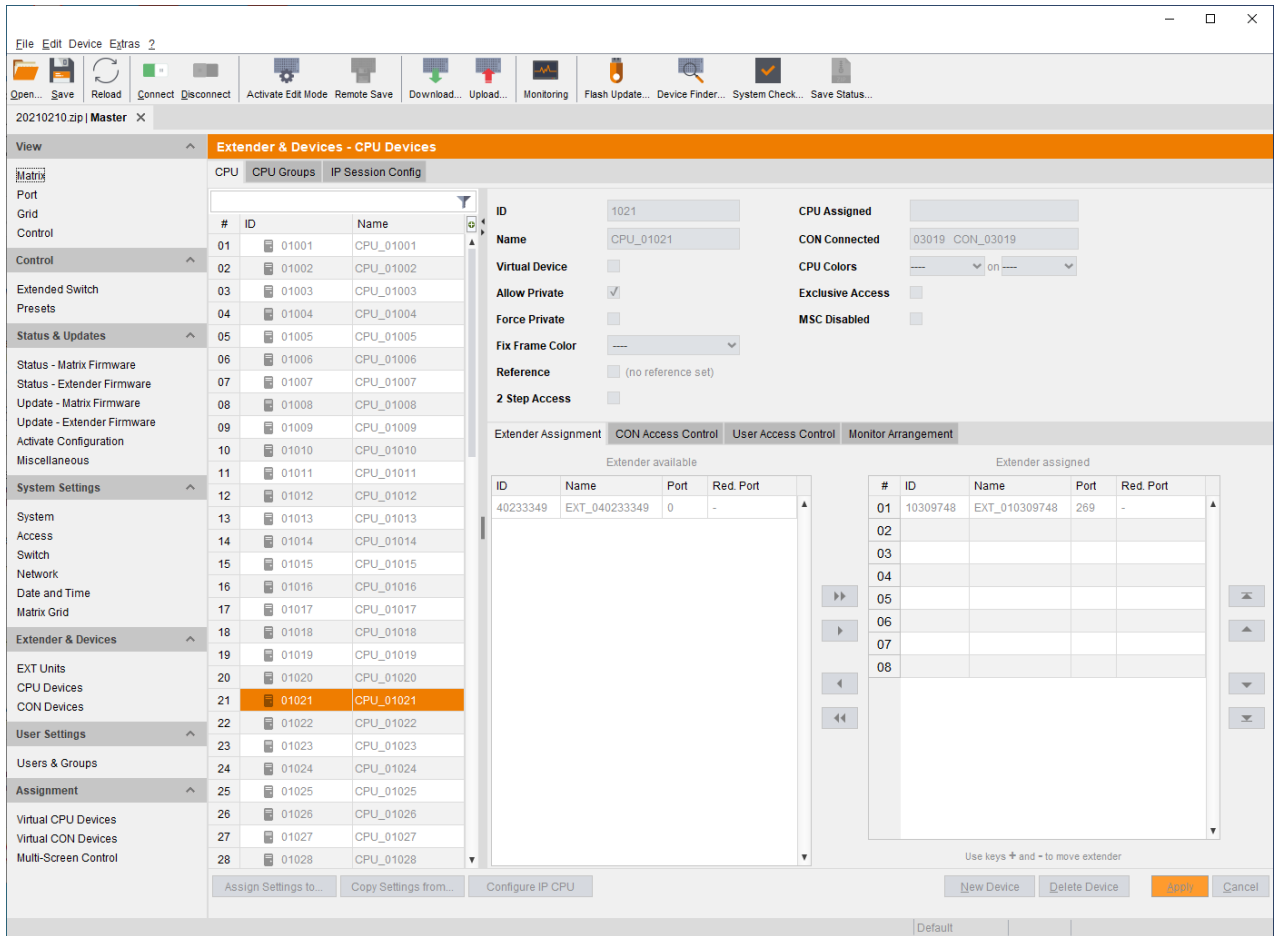 File Edit Device Extras ?
Open... Save Reload Connect Disconnect Activate Edit Mode Remote Save Download... Upload... Monitoring Flash Update... Device Finder... System Check... Save Status...
20210210.zip | Master
View
Matrix
Port
Grid
Control
Control
Extended Switch
Presets
Status & Updates
Status - Matrix Firmware
Status - Extender Firmware
Update - Matrix Firmware
Update - Extender Firmware
Activate Configuration
Miscellaneous
System Settings
System
Access
Switch
Network
Date and Time
Matrix Grid
Extender & Devices
EXT Units
CPU Devices
CON Devices
User Settings
Users & Groups
Assignment
Virtual CPU Devices
Virtual CON Devices
Multi-Screen Control
Extender & Devices - CPU Devices
CPU CPU Groups IP Session Config
# ID Name
01 01001 CPU_01001
02 01002 CPU_01002
03 01003 CPU_01003
04 01004 CPU_01004
05 01005 CPU_01005
06 01006 CPU_01006
07 01007 CPU_01007
08 01008 CPU_01008
09 01009 CPU_01009
10 01010 CPU_01010
11 01011 CPU_01011
12 01012 CPU_01012
13 01013 CPU_01013
14 01014 CPU_01014
15 01015 CPU_01015
16 01016 CPU_01016
17 01017 CPU_01017
18 01018 CPU_01018
19 01019 CPU_01019
20 01020 CPU_01020
21 01021 CPU_01021
22 01022 CPU_01022
23 01023 CPU_01023
24 01024 CPU_01024
25 01025 CPU_01025
26 01026 CPU_01026
27 01027 CPU_01027
28 01028 CPU_01028
ID 1021
Name CPU_01021
Virtual Device
Allow Private
Force Private
Fix Frame Color ----
Reference (no reference set)
2 Step Access
CPU Assigned
CON Connected 03019 CON_03019
CPU Colors ---- on ----
Exclusive Access
MSC Disabled
Extender Assignment CON Access Control User Access Control Monitor Arrangement
Extender available
ID Name Port Red. Port
40233349 EXT_040233349 0 -
Extender assigned
# ID Name Port Red. Port
01 10309748 EXT_010309748 269 -
02
03
04
05
06
07
08
Use keys + and - to move extender
Assign Settings to... Copy Settings from... Configure IP CPU New Device Delete Device Apply Cancel
Default